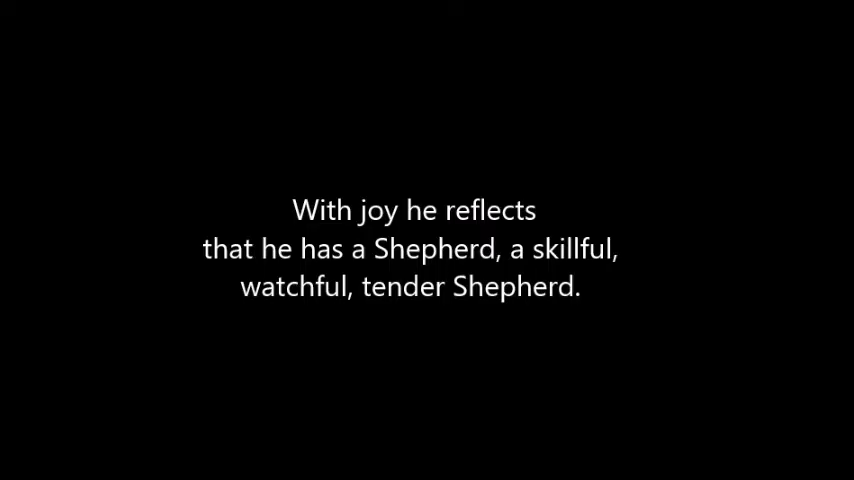 With joy he reflects
that he has a Shepherd, a skillful,
watchful, tender Shepherd.